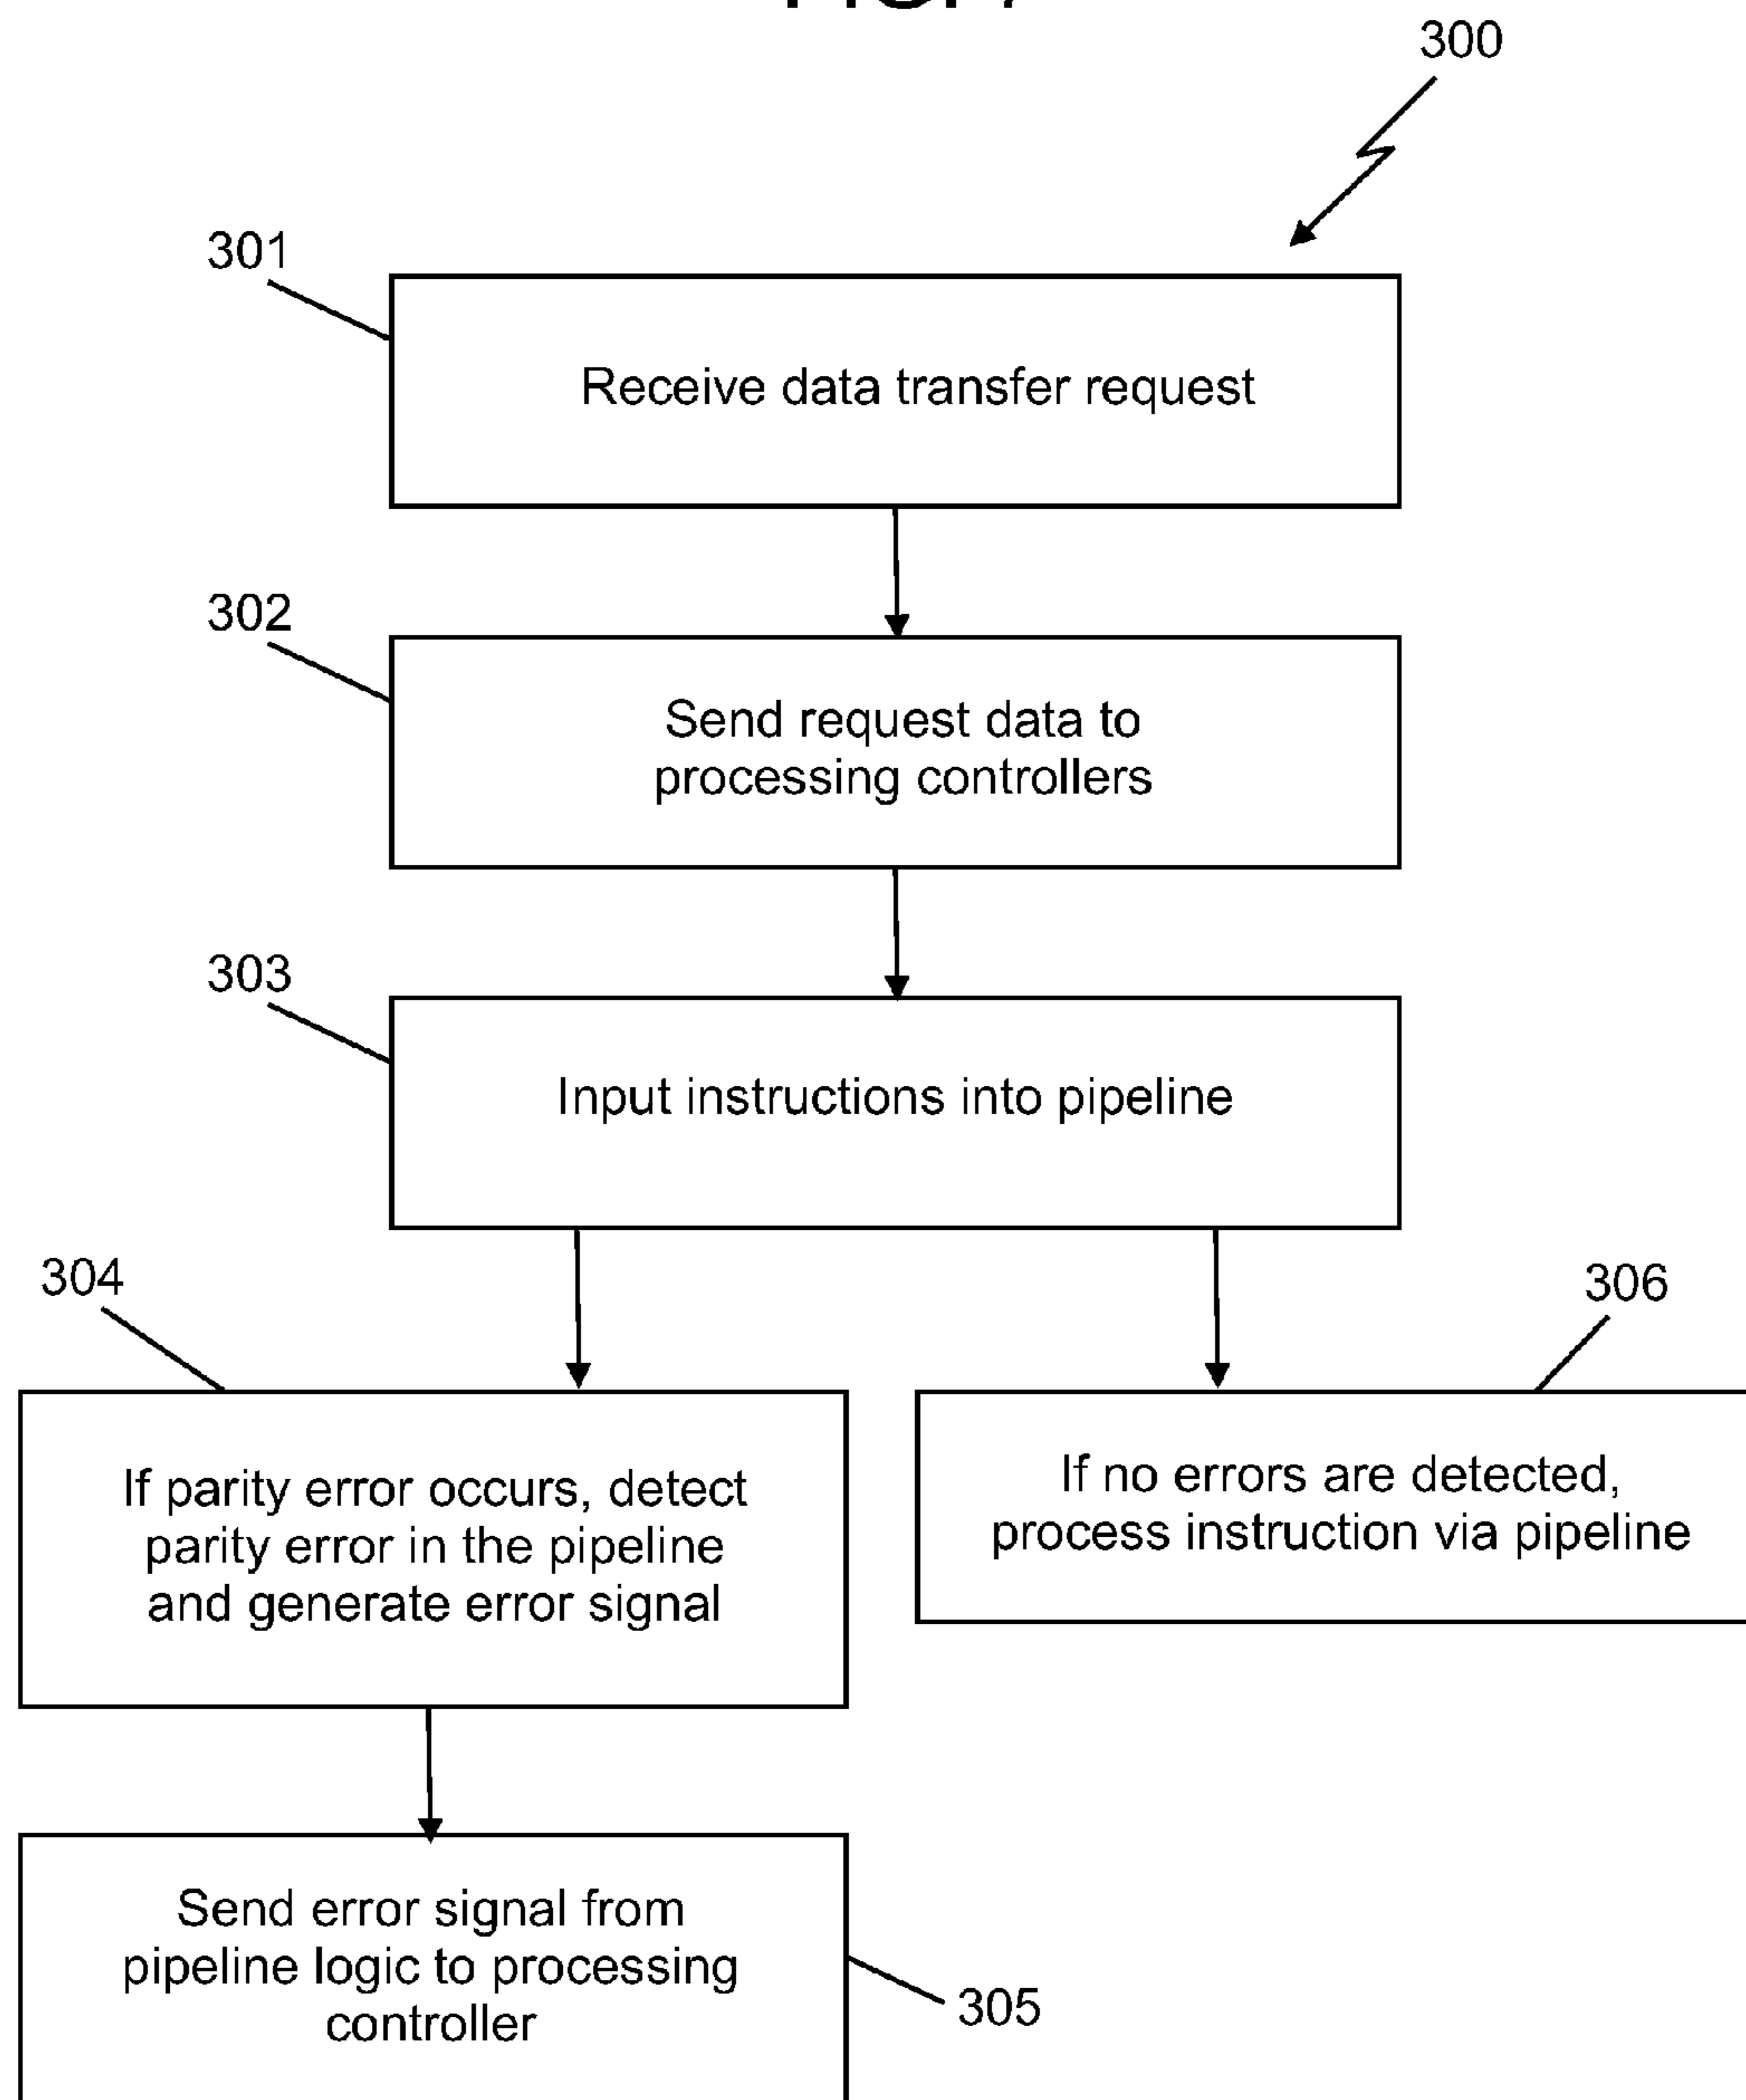 300
301
Receive data transfer request
302
Send request data to
processing controllers
303
Input instructions into pipeline
304
306
If parity error occurs, detect
parity error in the pipeline
and generate error signal
If no errors are detected,
process instruction via pipeline
Send error signal from
pipeline logic to processing
controller
305